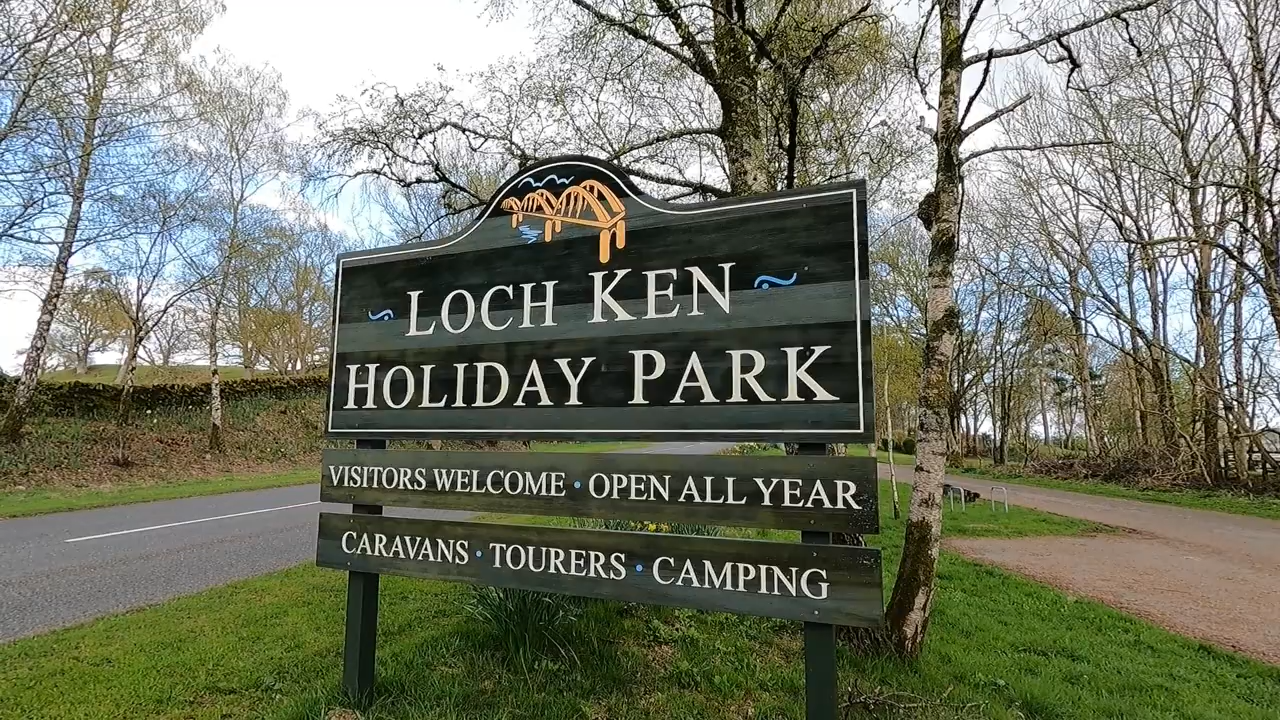 LOCH KEN
HOLIDAY PARK
VISITORS WELCOME · OPEN ALL YEAR
CARAVANS · TOURERS · CAMPING